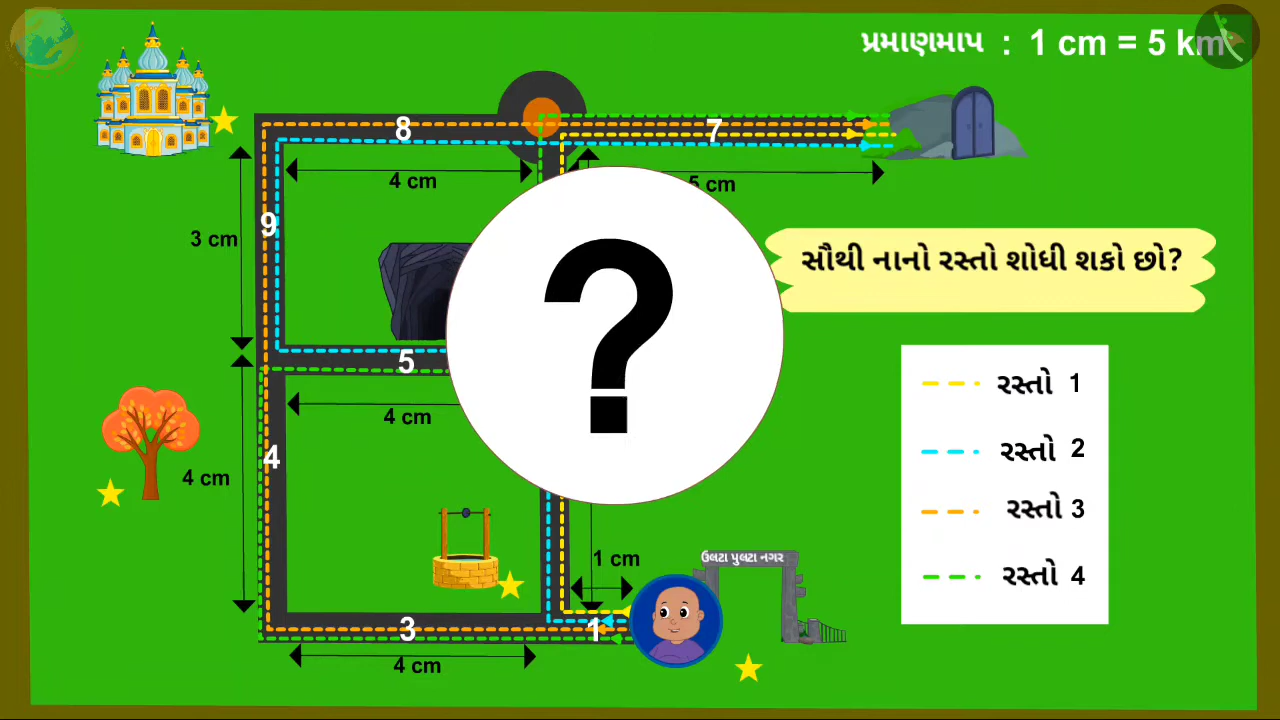 પ્રમાણમાપ : 1 cm = 5 km
8
7
4 cm
5 cm
9
3 cm
સૌથી નાનો રસ્તો શોધી શકો છો?
?
5
4 cm
રસ્તો 1
4
4 cm
રસ્તો 2
રસ્તો 3
ઉલટા પુલટા નગર
1 cm
રસ્તો 4
3
1
4 cm